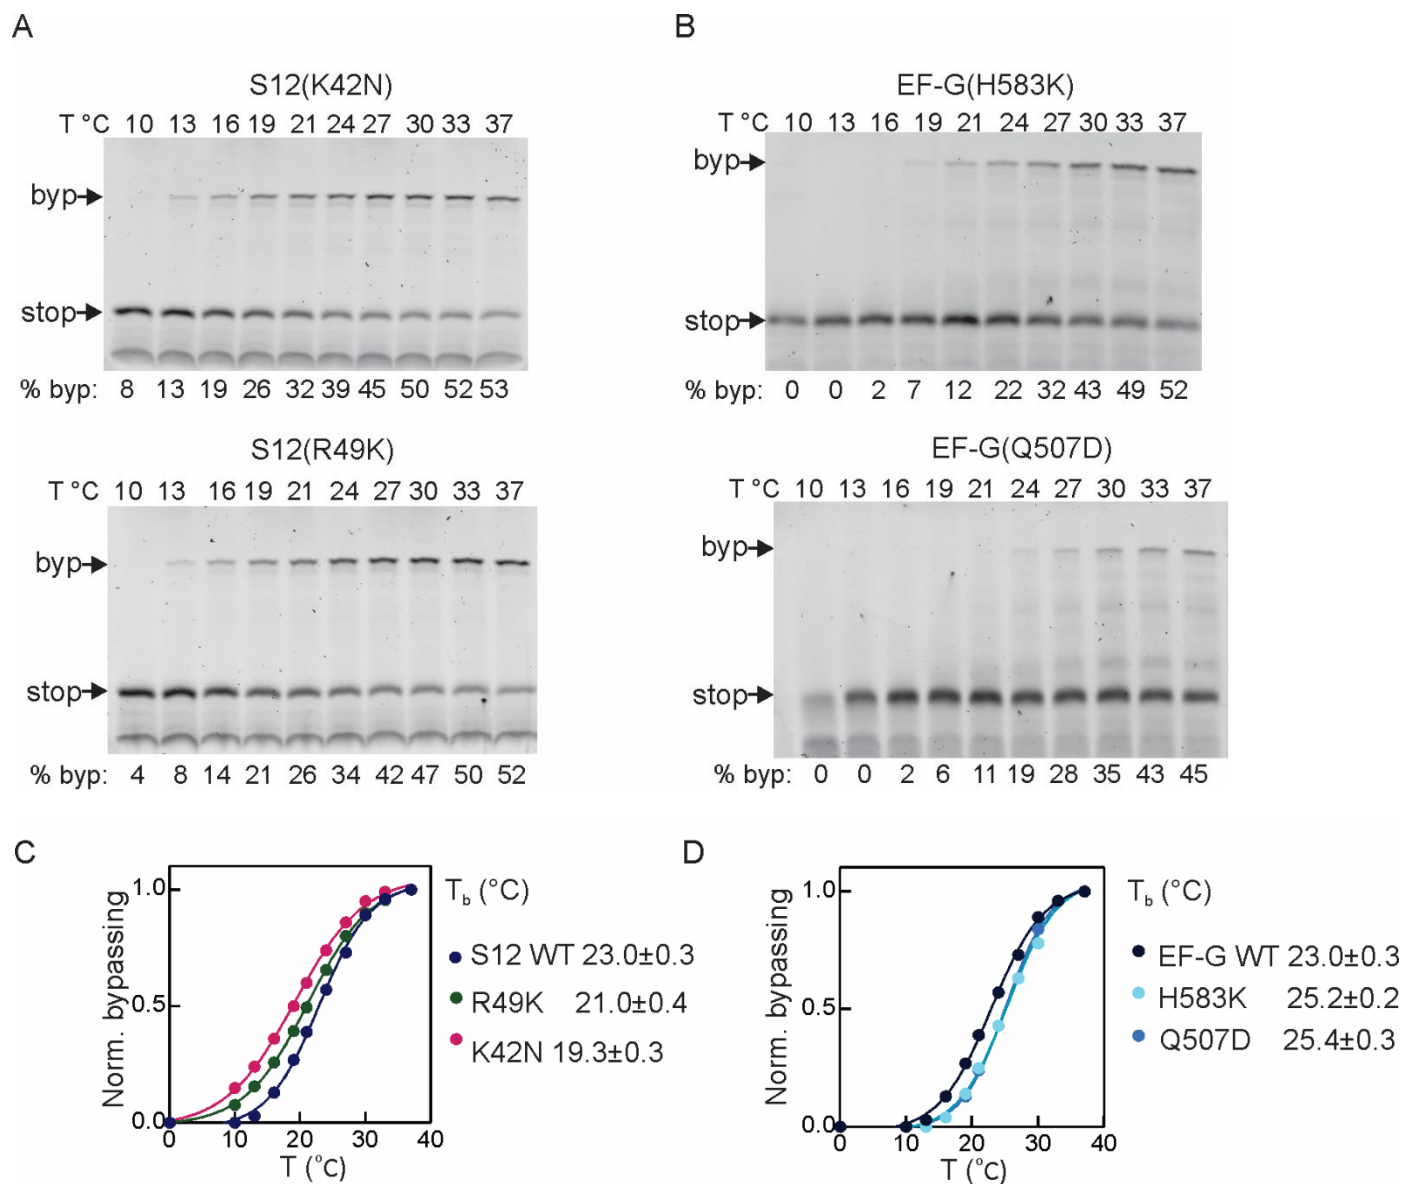 A
S12(K42N)
T °C 10 13 16 19 21 24 27 30 33 37
byp
stop
% byp: 8 13 19 26 32 39 45 50 52 53
S12(R49K)
T °C 10 13 16 19 21 24 27 30 33 37
byp
stop
% byp: 4 8 14 21 26 34 42 47 50 52
B
EF-G(H583K)
T °C 10 13 16 19 21 24 27 30 33 37
byp
stop
% byp: 0 0 2 7 12 22 32 43 49 52
EF-G(Q507D)
T °C 10 13 16 19 21 24 27 30 33 37
byp
stop
% byp: 0 0 2 6 11 19 28 35 43 45
C
Norm. bypassing
1.0
0.5
0.0
0 10 20 30 40
T (°C)
T_b (°C)
S12 WT 23.0±0.3
R49K 21.0±0.4
K42N 19.3±0.3
D
Norm. bypassing
1.0
0.5
0.0
0 10 20 30 40
T (°C)
T_b (°C)
EF-G WT 23.0±0.3
H583K 25.2±0.2
Q507D 25.4±0.3